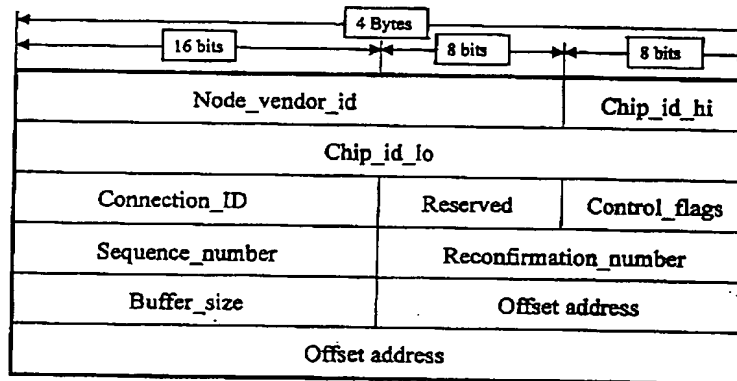 4 Bytes
16 bits 8 bits 8 bits
Node_vendor_id Chip_id_hi
Chip_id_lo
Connection_ID Reserved Control_flags
Sequence_number Reconfirmation_number
Buffer_size Offset address
Offset address